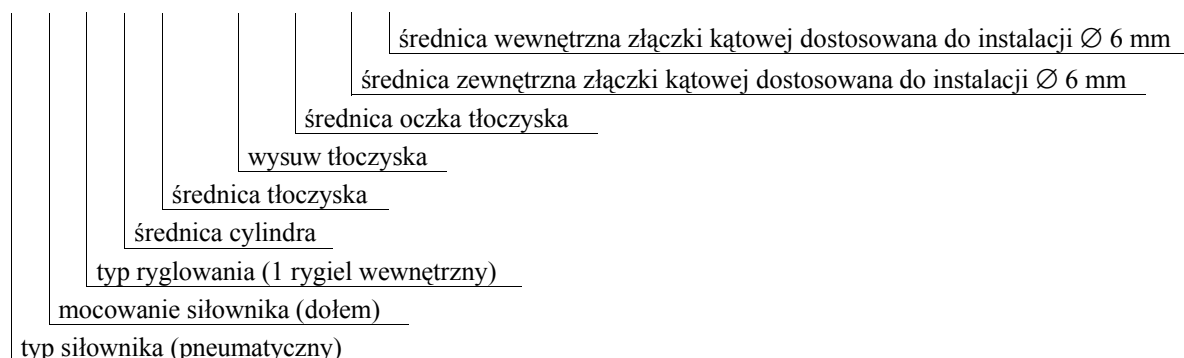 średnica wewnętrzna złączki kątowej dostosowana do instalacji ∅ 6 mm
średnica zewnętrzna złączki kątowej dostosowana do instalacji ∅ 6 mm
średnica oczka tłoczyska
wysuw tłoczyska
średnica tłoczyska
średnica cylindra
typ ryglowania (1 rygiel wewnętrzny)
mocowanie siłownika (dołem)
typ siłownika (pneumatyczny)